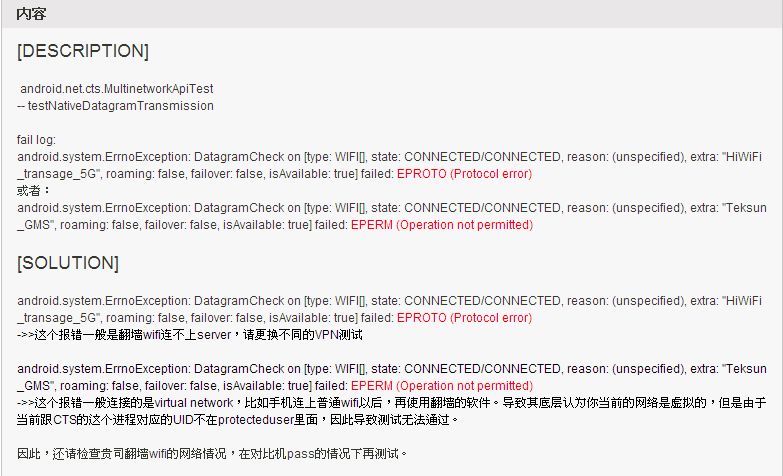 内容
[DESCRIPTION]
android.net.cts.MultinetworkApiTest
-- testNativeDatagramTransmission
fail log:
android.system.ErrnoException: DatagramCheck on [type: WIFI[], state: CONNECTED/CONNECTED, reason: (unspecified), extra: "HiWiFi
_transage_5G", roaming: false, failover: false, isAvailable: true] failed: EPROTO (Protocol error)
或者：
android.system.ErrnoException: DatagramCheck on [type: WIFI[], state: CONNECTED/CONNECTED, reason: (unspecified), extra: "Teksun
_GMS", roaming: false, failover: false, isAvailable: true] failed: EPERM (Operation not permitted)
[SOLUTION]
android.system.ErrnoException: DatagramCheck on [type: WIFI[], state: CONNECTED/CONNECTED, reason: (unspecified), extra: "HiWiFi
_transage_5G", roaming: false, failover: false, isAvailable: true] failed: EPROTO (Protocol error)
->>这个报错一般是翻墙wifi连不上server，请更换不同的VPN测试
android.system.ErrnoException: DatagramCheck on [type: WIFI[], state: CONNECTED/CONNECTED, reason: (unspecified), extra: "Teksun
_GMS", roaming: false, failover: false, isAvailable: true] failed: EPERM (Operation not permitted)
->>这个报错一般连接的是virtual network，比如手机连上普通wifi以后，再使用翻墙的软件。导致其底层认为你当前的网络是虚拟的，但是由于
当前跟CTS的这个进程对应的UID不在protecteduser里面，因此导致测试无法通过。
因此，还请检查贵司翻墙wifi的网络情况，在对比机pass的情况下再测试。